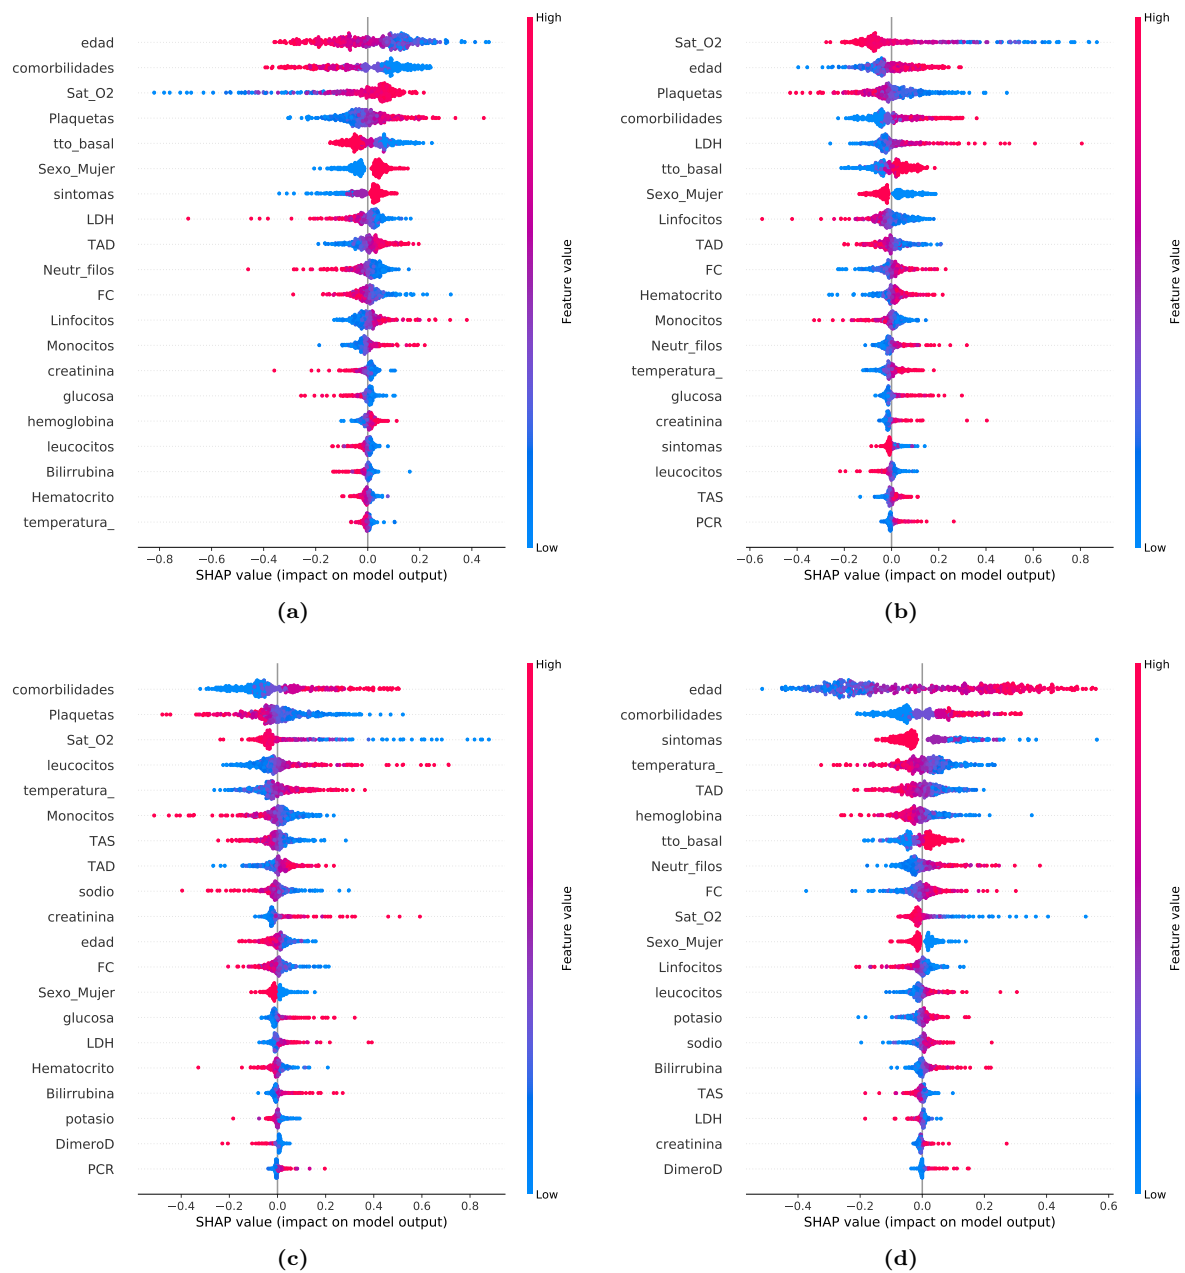 edad
comorbilidades
Sat_O2
Plaquetas
tto_basal
Sexo_Mujer
sintomas
LDH
TAD
Neutr_filos
FC
Linfocitos
Monocitos
creatinina
glucosa
hemoglobina
leucocitos
Bilirrubina
Hematocrito
temperatura_
−0.8 −0.6 −0.4 −0.2 0.0 0.2 0.4
SHAP value (impact on model output)
High
Feature value
Low
(a)
Sat_O2
edad
Plaquetas
comorbilidades
LDH
tto_basal
Sexo_Mujer
Linfocitos
TAD
FC
Hematocrito
Monocitos
Neutr_filos
temperatura_
glucosa
creatinina
sintomas
leucocitos
TAS
PCR
−0.6 −0.4 −0.2 0.0 0.2 0.4 0.6 0.8
SHAP value (impact on model output)
High
Feature value
Low
(b)
comorbilidades
Plaquetas
Sat_O2
leucocitos
temperatura_
Monocitos
TAS
TAD
sodio
creatinina
edad
FC
Sexo_Mujer
glucosa
LDH
Hematocrito
Bilirrubina
potasio
DimeroD
PCR
−0.4 −0.2 0.0 0.2 0.4 0.6 0.8
SHAP value (impact on model output)
High
Feature value
Low
(c)
edad
comorbilidades
sintomas
temperatura_
TAD
hemoglobina
tto_basal
Neutr_filos
FC
Sat_O2
Sexo_Mujer
Linfocitos
leucocitos
potasio
sodio
Bilirrubina
TAS
LDH
creatinina
DimeroD
−0.4 −0.2 0.0 0.2 0.4 0.6
SHAP value (impact on model output)
High
Feature value
Low
(d)